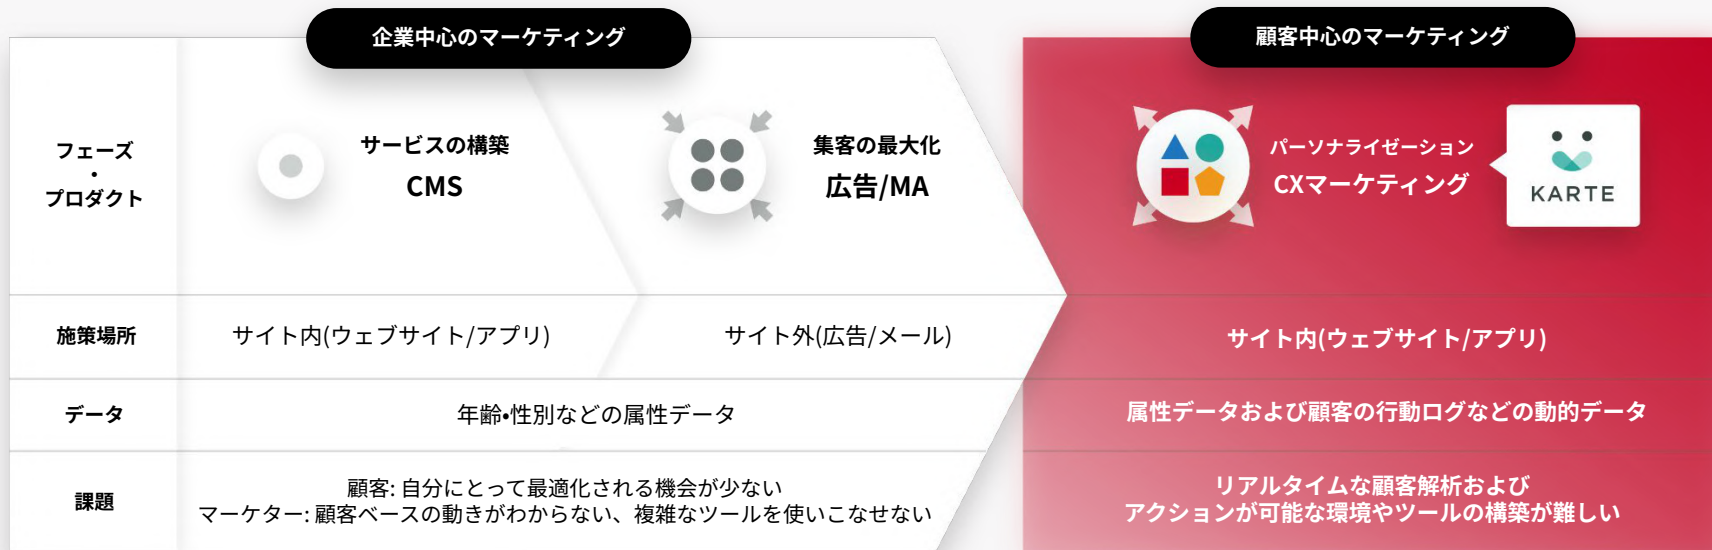 企業中心のマーケティング
顧客中心のマーケティング
フェーズ
・
プロダクト
サービスの構築
CMS
集客の最大化
広告/MA
パーソナライゼーション
CXマーケティング
KARTE
施策場所
サイト内(ウェブサイト/アプリ)
サイト外(広告/メール)
サイト内(ウェブサイト/アプリ)
データ
年齢・性別などの属性データ
属性データおよび顧客の行動ログなどの動的データ
課題
顧客: 自分にとって最適化される機会が少ない
マーケター: 顧客ベースの動きがわからない、複雑なツールを使いこなせない
リアルタイムな顧客解析および
アクションが可能な環境やツールの構築が難しい